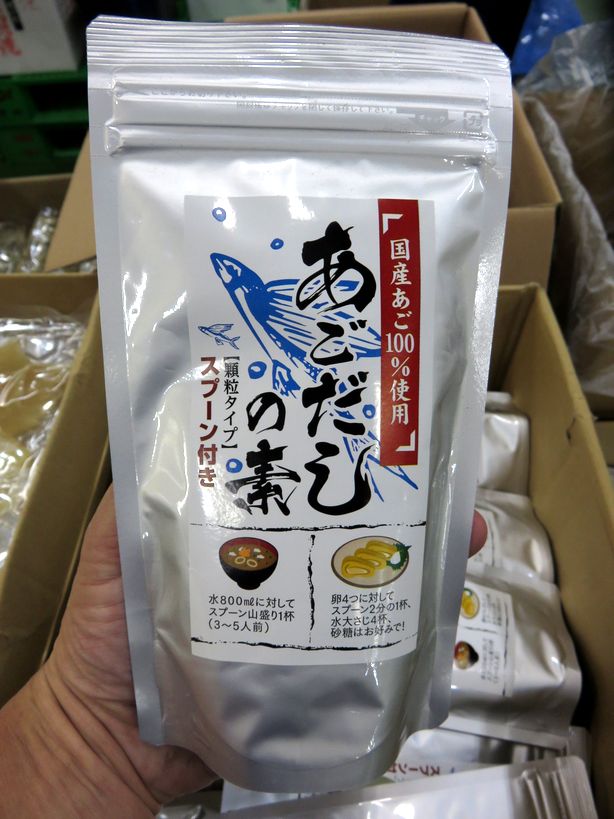 「国産あご100%使用」
あごだし
の素
【顆粒タイプ】
スプーン付き
水800mlに対して
スプーン山盛り1杯
(3〜5人前)
卵4つに対して
スプーン2分の1杯、
水大さじ4杯、
砂糖はお好みで!